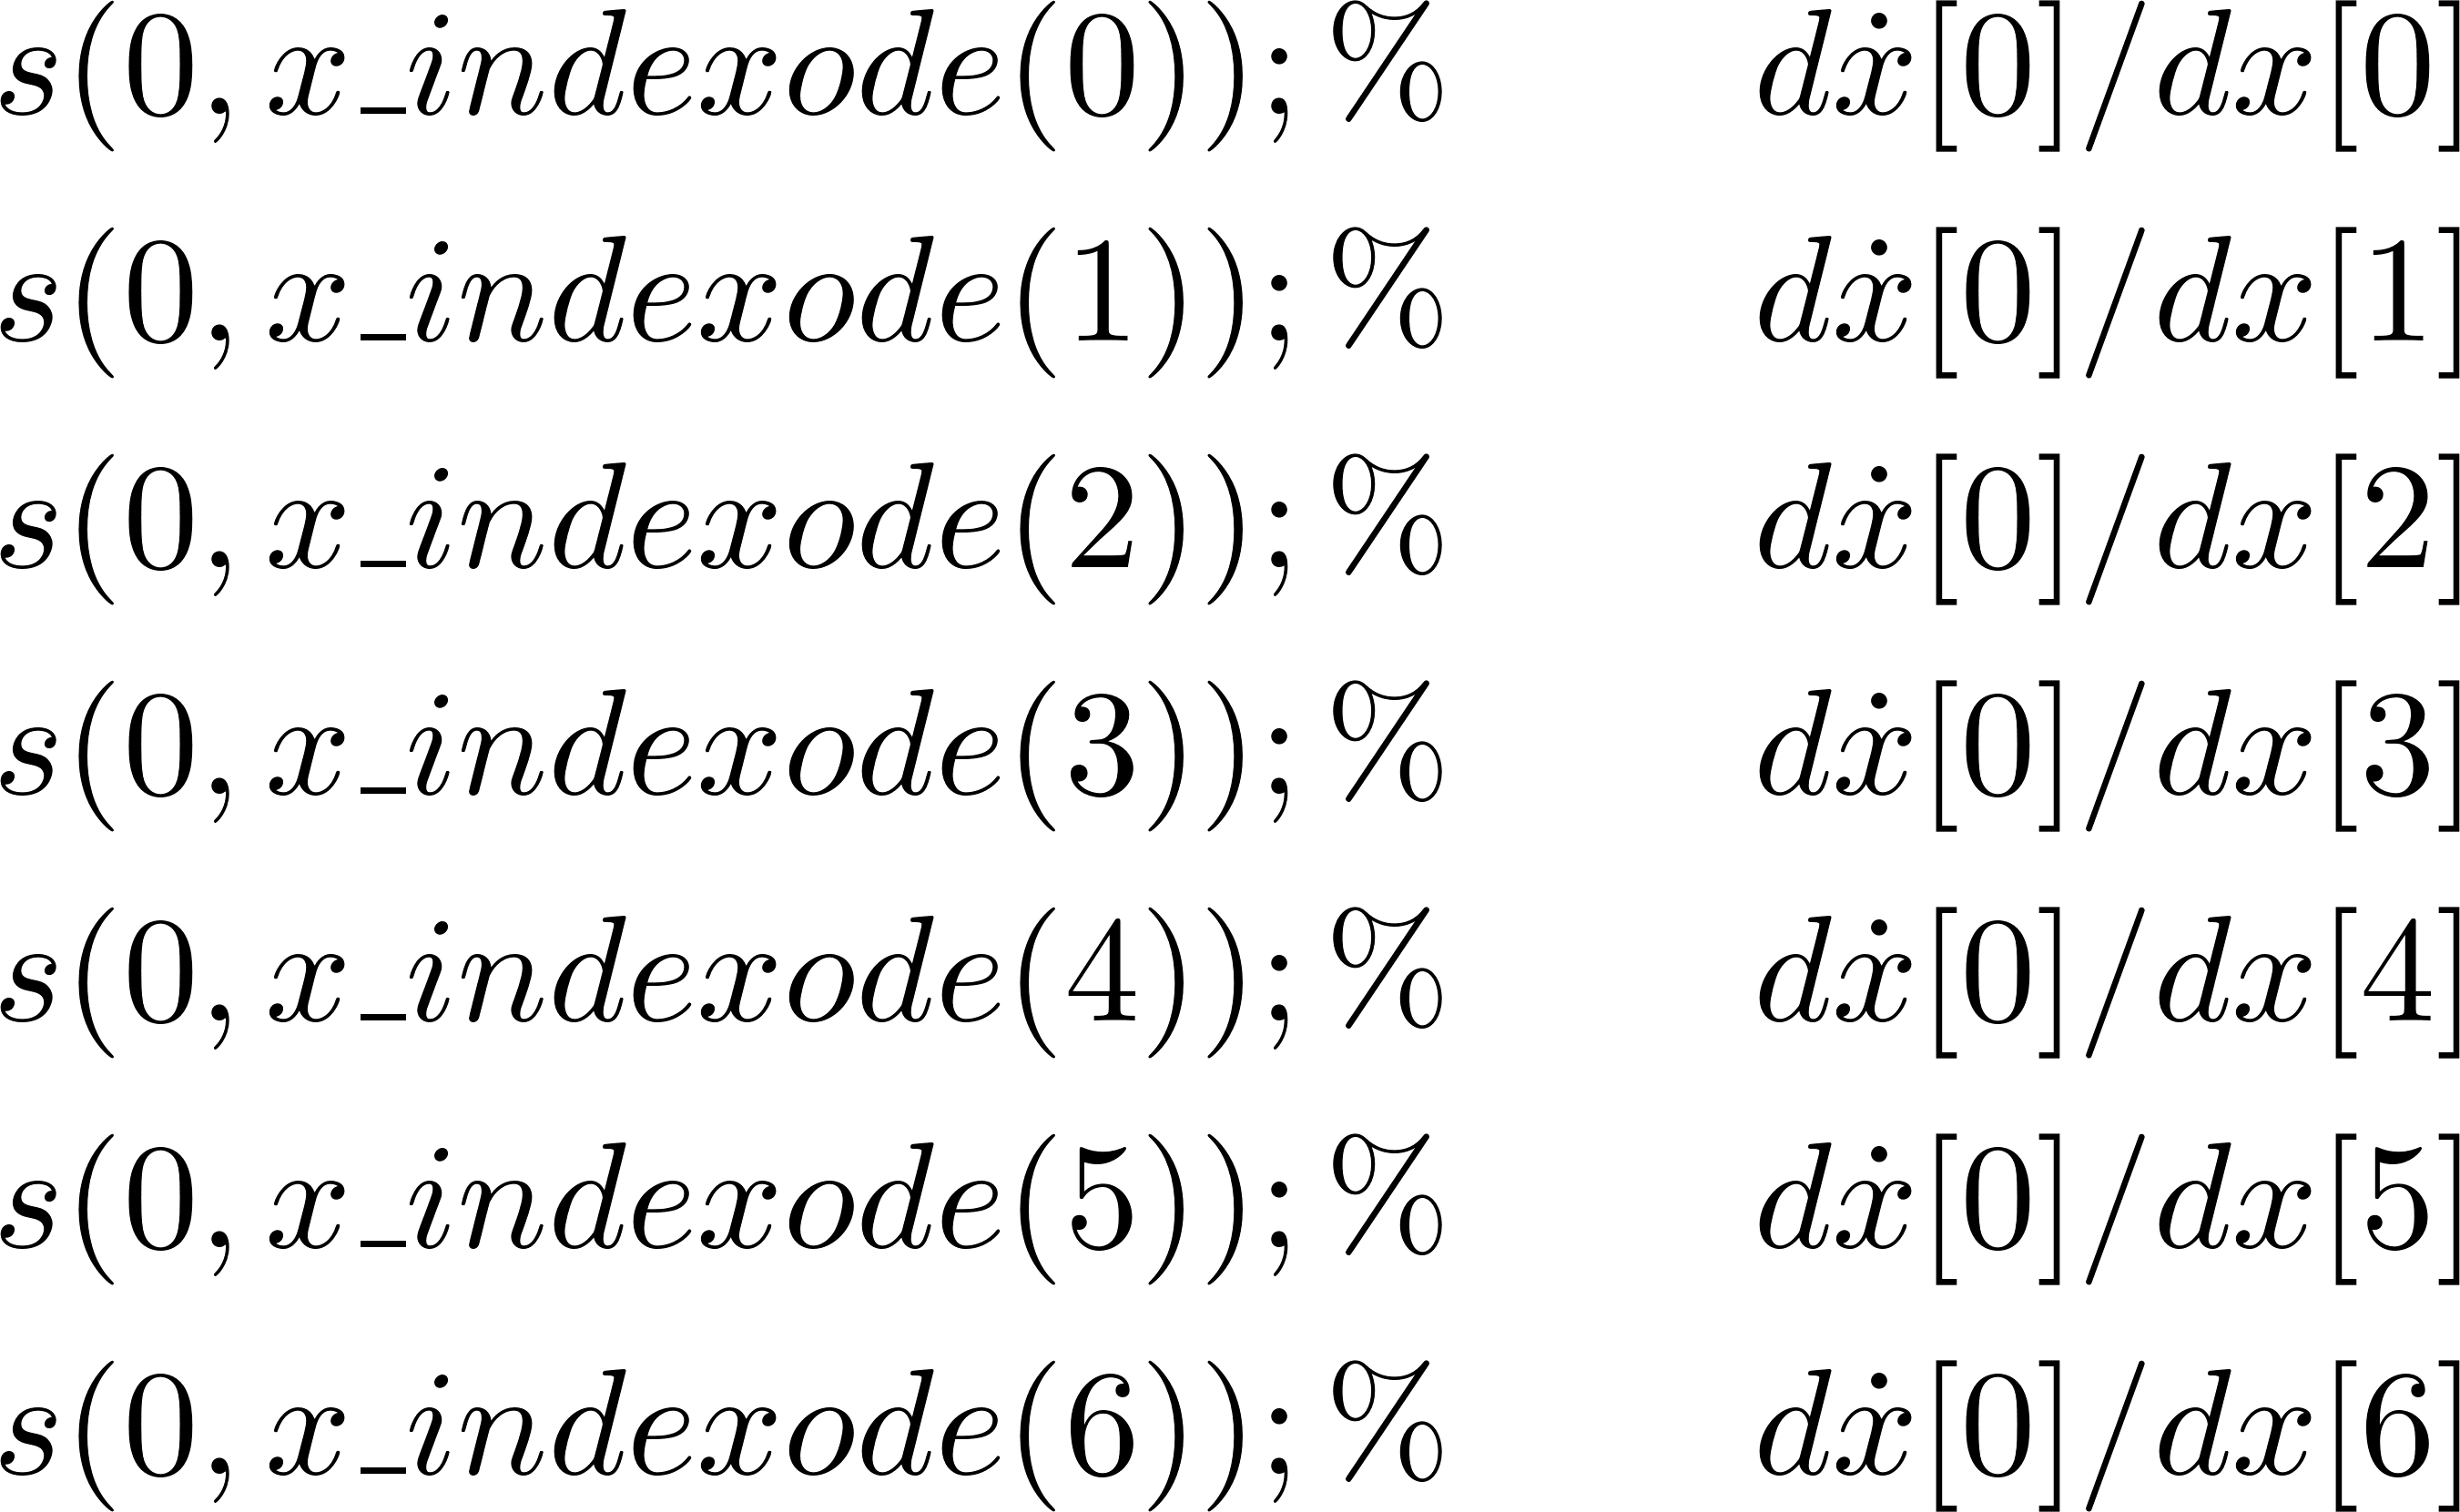 s(0, x_indexode(0)); % dẋ[0]/dx[0]
s(0, x_indexode(1)); % dẋ[0]/dx[1]
s(0, x_indexode(2)); % dẋ[0]/dx[2]
s(0, x_indexode(3)); % dẋ[0]/dx[3]
s(0, x_indexode(4)); % dẋ[0]/dx[4]
s(0, x_indexode(5)); % dẋ[0]/dx[5]
s(0, x_indexode(6)); % dẋ[0]/dx[6]